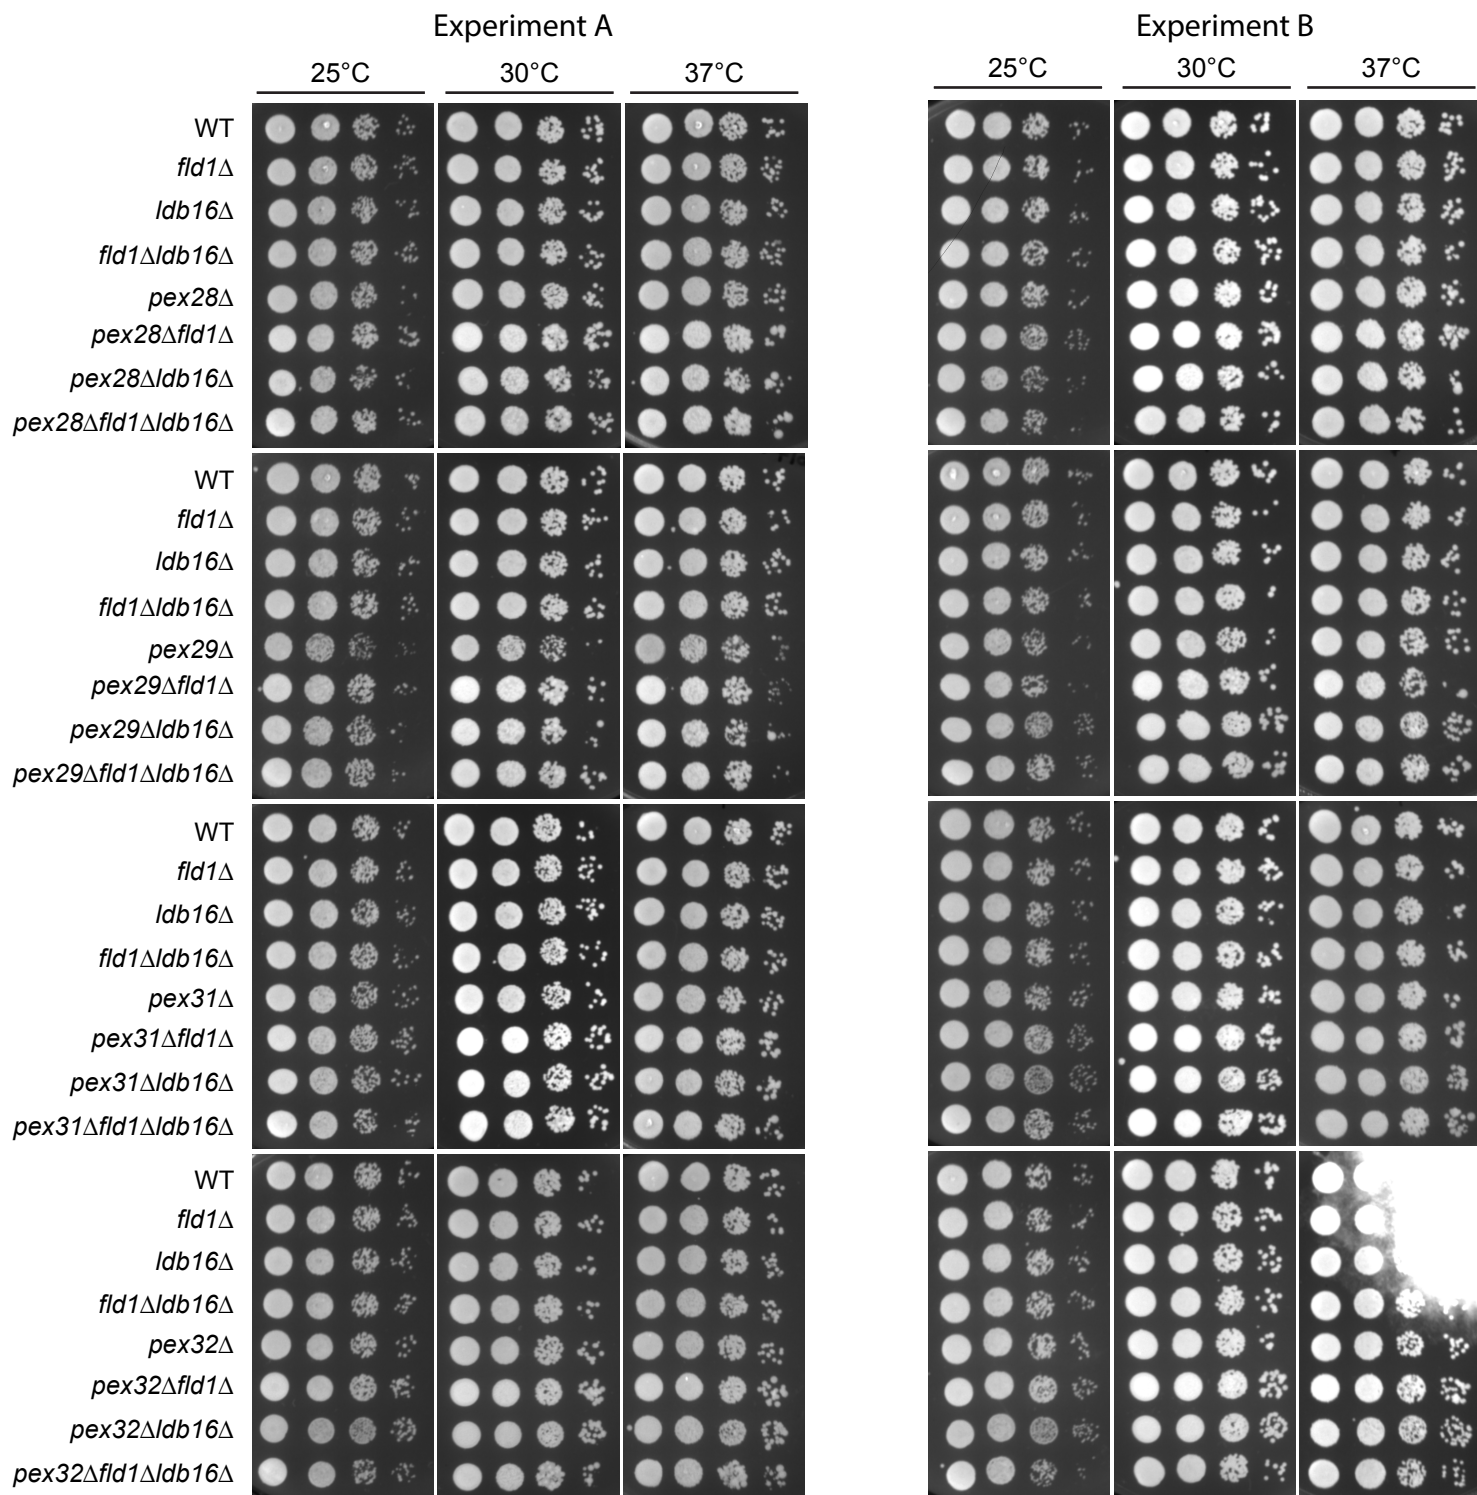 Experiment A Experiment B
25°C 30°C 37°C 25°C 30°C 37°C
WT
fld1Δ
ldb16Δ
fld1Δldb16Δ
pex28Δ
pex28Δfld1Δ
pex28Δldb16Δ
pex28Δfld1Δldb16Δ
WT
fld1Δ
ldb16Δ
fld1Δldb16Δ
pex29Δ
pex29Δfld1Δ
pex29Δldb16Δ
pex29Δfld1Δldb16Δ
WT
fld1Δ
ldb16Δ
fld1Δldb16Δ
pex31Δ
pex31Δfld1Δ
pex31Δldb16Δ
pex31Δfld1Δldb16Δ
WT
fld1Δ
ldb16Δ
fld1Δldb16Δ
pex32Δ
pex32Δfld1Δ
pex32Δldb16Δ
pex32Δfld1Δldb16Δ